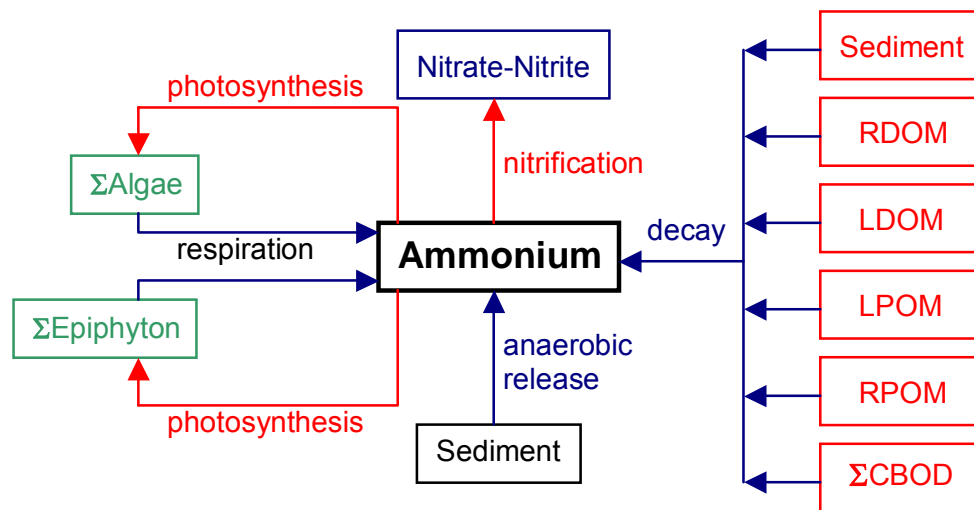 Nitrate-Nitrite
Sediment
photosynthesis
RDOM
nitrification
ΣAlgae
LDOM
respiration
decay
Ammonium
LPOM
ΣEpiphyton
anaerobic
release
RPOM
photosynthesis
Sediment
ΣCBOD